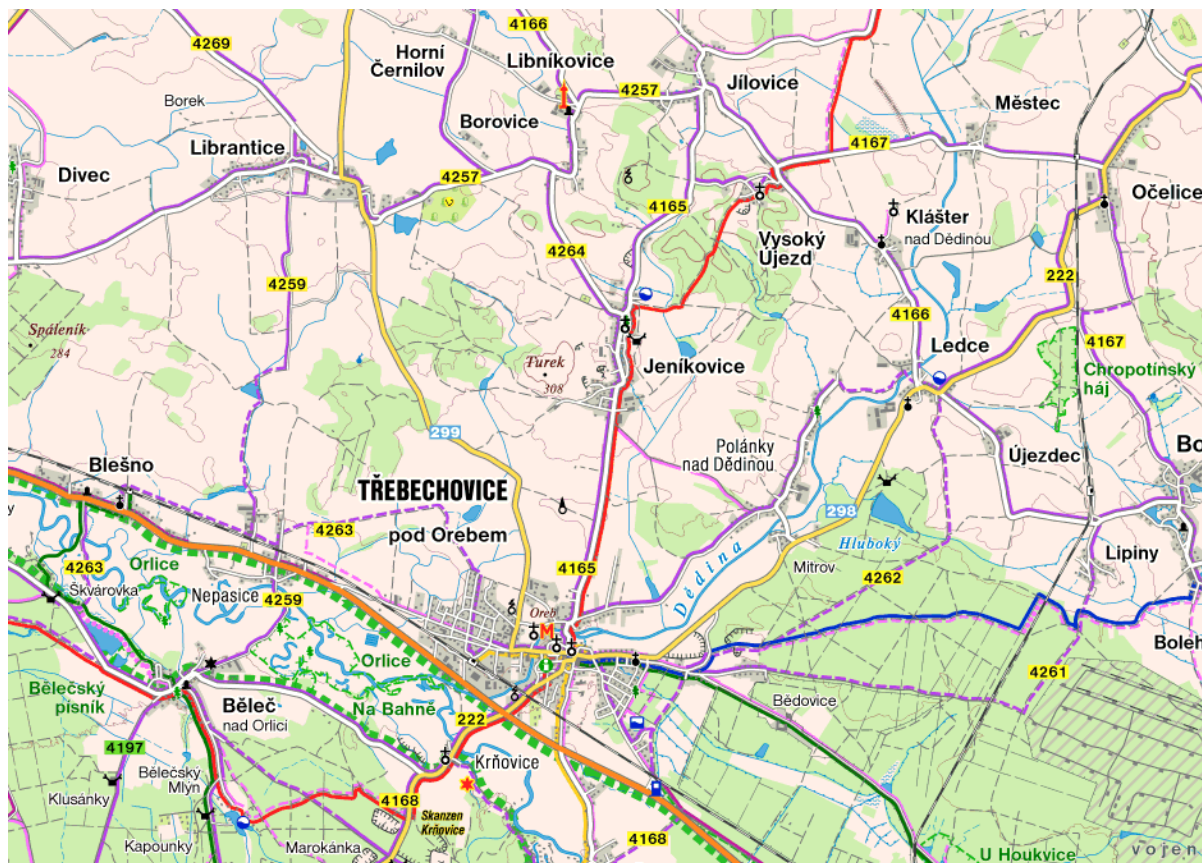 4166
4269
Horní
Černilov
Libníkovice
4257
Jílovice
Městec
Borek
Borovice
Librantice
4167
Divec
4257
Očelice
4165
Klášter
nad Dědinou
Vysoký
Újezd
4264
222
4259
4166
Spáleník
284
Ledce
4167
Turek
308
Jeníkovice
Chropotínský
háj
299
Polánky
nad Dědinou
Újezdec
Bo
Blešno
TŘEBECHOVICE
pod Orebem
4263
298
Hluboký
Lipiny
Dědina
Orlice
4263
Škvárovka
Nepasice
4259
4165
Mitrov
4262
Oreb
M
Boleh
Orlice
4261
Bělečský
písník
Běleč
nad Orlicí
Na Bahně
222
Bědovice
4197
Bělečský
Mlýn
Krňovice
Klusánky
4168
Skanzen
Krňovice
Kapounky
Marokánka
4168
U Houkvice
vojen